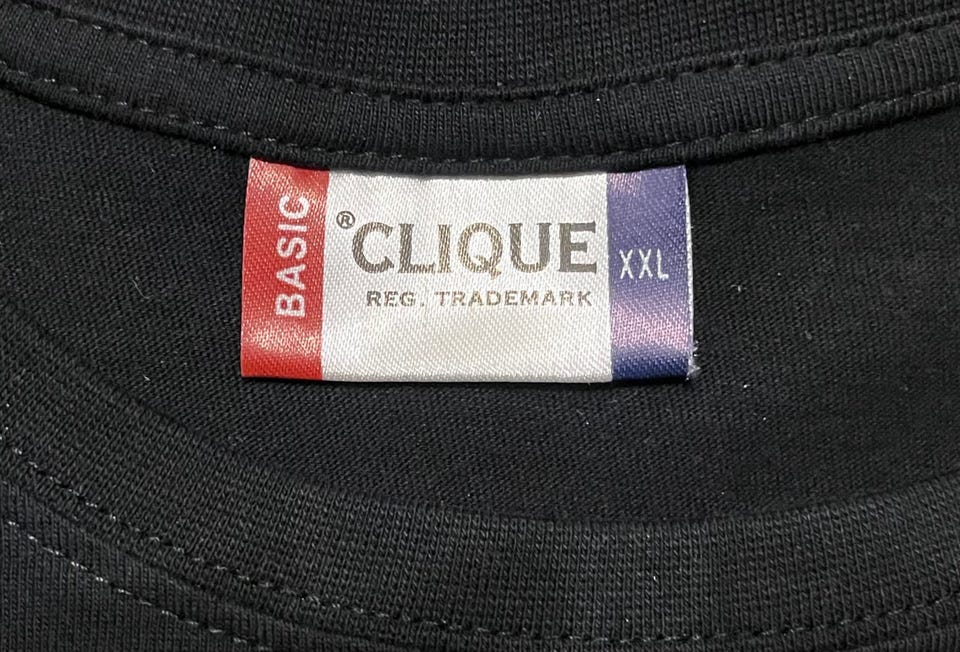 BASIC
®CLIQUE
REG. TRADEMARK
XXL